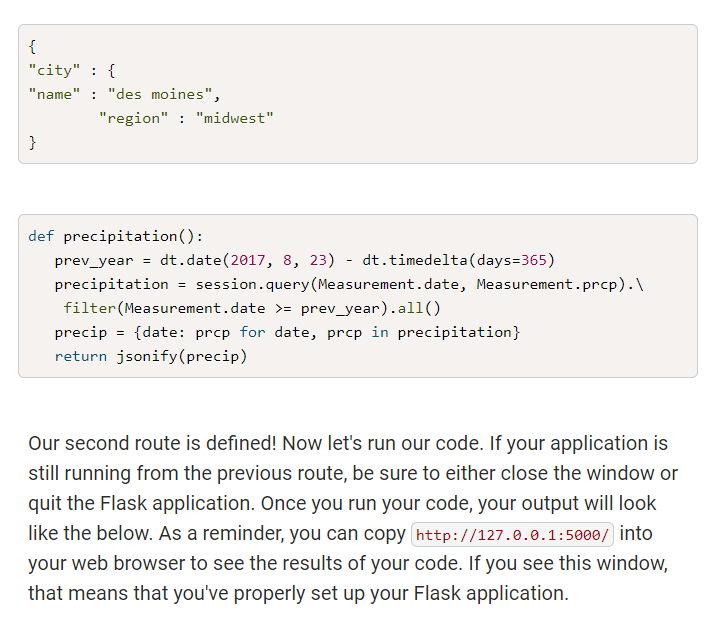 {
"city" : {
"name" : "des moines",
        "region" : "midwest"
}
def precipitation():
   prev_year = dt.date(2017, 8, 23) - dt.timedelta(days=365)
   precipitation = session.query(Measurement.date, Measurement.prcp).\
    filter(Measurement.date >= prev_year).all()
   precip = {date: prcp for date, prcp in precipitation}
   return jsonify(precip)
Our second route is defined! Now let's run our code. If your application is
still running from the previous route, be sure to either close the window or
quit the Flask application. Once you run your code, your output will look
like the below. As a reminder, you can copy http://127.0.0.1:5000/ into
your web browser to see the results of your code. If you see this window,
that means that you've properly set up your Flask application.